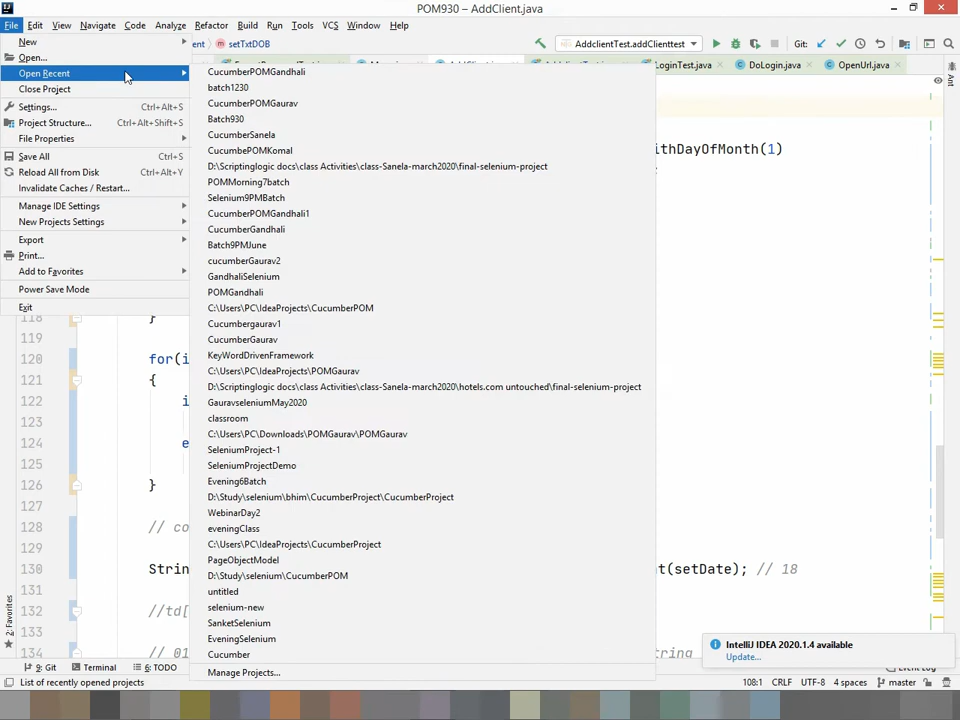 POM930 – AddClient.java
File Edit View Navigate Code Analyze Refactor Build Run Tools VCS Window Help
ent setTxtDOB AddclientTest.addClienttest Git:
LoginTest.java DoLogin.java OpenUrl.java
Ant
New
Open...
Open Recent
Close Project
Settings... Ctrl+Alt+S
Project Structure... Ctrl+Alt+Shift+S
File Properties
Save All Ctrl+S
Reload All from Disk Ctrl+Alt+Y
Invalidate Caches / Restart...
Manage IDE Settings
New Projects Settings
Export
Print...
Add to Favorites
Power Save Mode
Exit
CucumberPOMGandhali
batch1230
CucumberPOMGaurav
Batch930
CucumberSanela
CucumbePOMKomal
D:\Scriptinglogic docs\class Activities\class-Sanela-march2020\final-selenium-project
POMMorning7batch
Selenium9PMBatch
CucumberPOMGandhali1
CucumberGandhali
Batch9PMJune
cucumberGaurav2
GandhaliSelenium
POMGandhali
C:\Users\PC\IdeaProjects\CucumberPOM
Cucumbergaurav1
CucumberGaurav
KeyWordDrivenFramework
C:\Users\PC\IdeaProjects\POMGaurav
D:\Scriptinglogic docs\class Activities\class-Sanela-march2020\hotels.com untouched\final-selenium-project
GauravseleniumMay2020
classroom
C:\Users\PC\Downloads\POMGaurav\POMGaurav
SeleniumProject-1
SeleniumProjectDemo
Evening6Batch
D:\Study\selenium\bhim\CucumberProject\CucumberProject
WebinarDay2
eveningClass
C:\Users\PC\IdeaProjects\CucumberProject
PageObjectModel
D:\Study\selenium\CucumberPOM
untitled
selenium-new
SanketSelenium
EveningSelenium
Cucumber
Manage Projects...
ithDayOfMonth(1)
;
118 }
119
120 for(i
121 {
122 i
123
124 e
125
126 }
127
128 // co
129
130 Strin t(setDate); // 18
131
132 //td[
133
134 // 01 ring
2: Favorites
IntelliJ IDEA 2020.1.4 available
Update...
9: Git Terminal 6: TODO Event Log
List of recently opened projects 108:1 CRLF UTF-8 4 spaces master